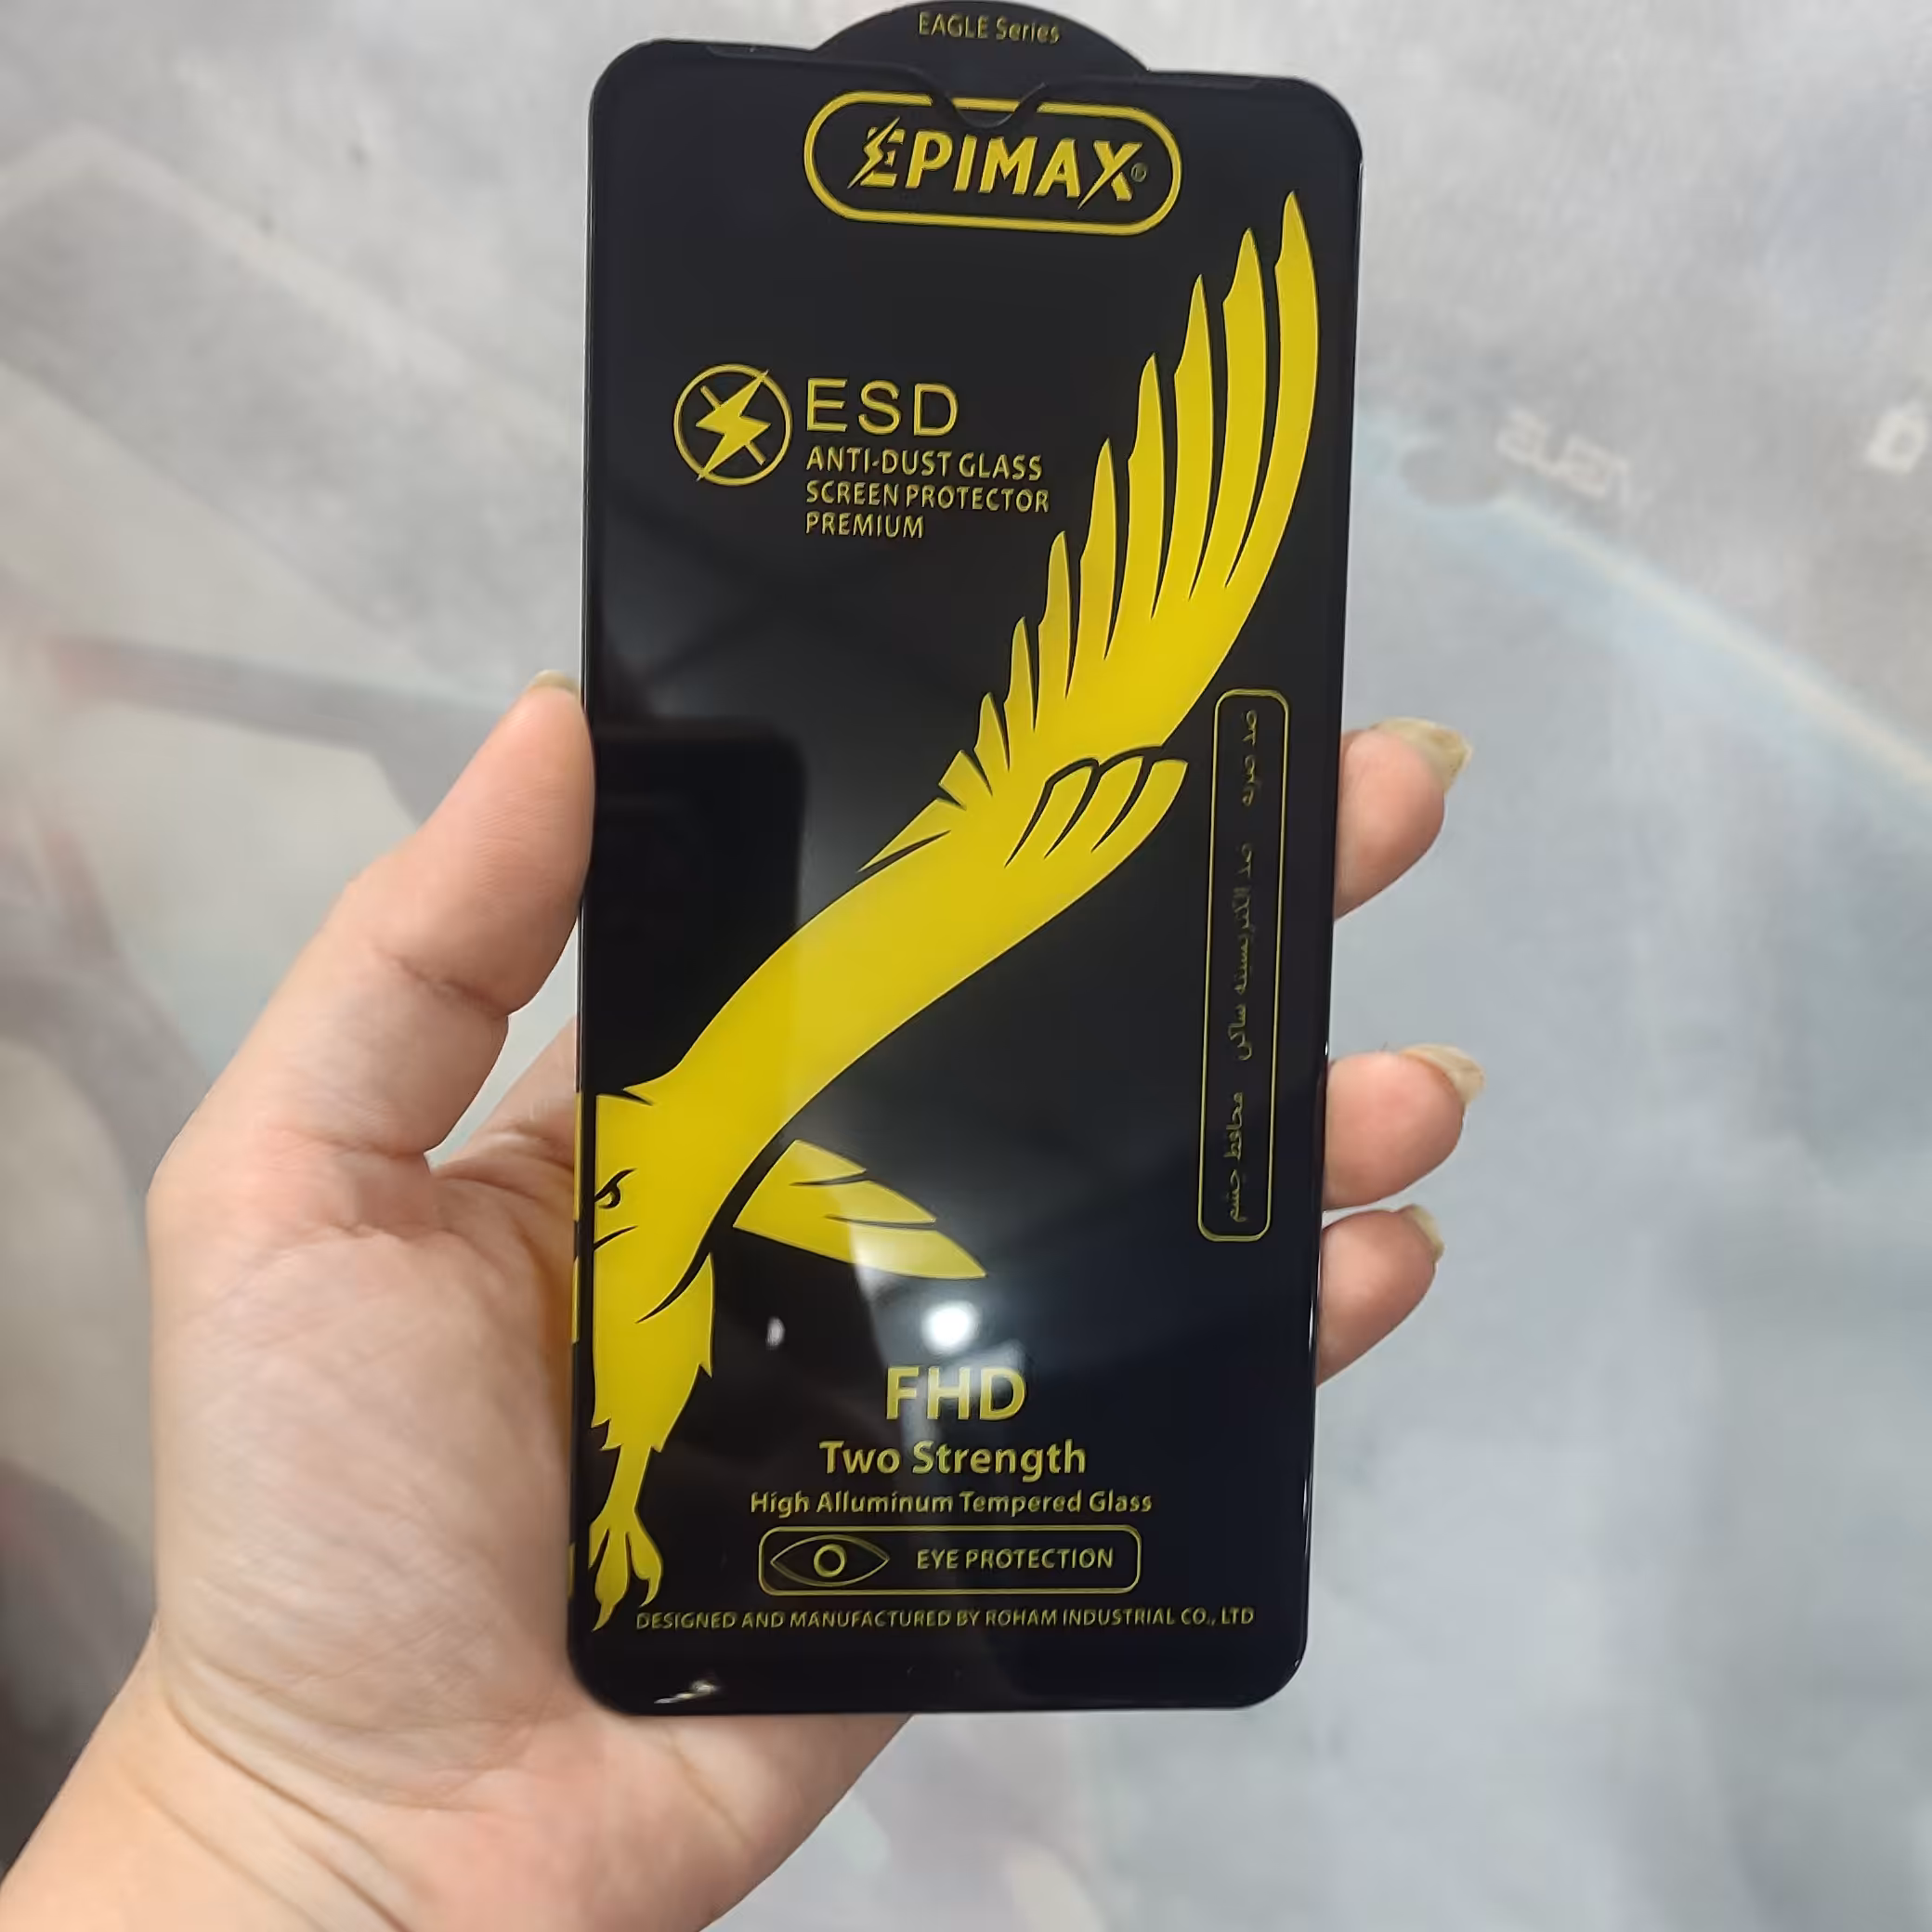 EAGLE Series
EPIMAX®
ESD
ANTI-DUST GLASS
SCREEN PROTECTOR
PREMIUM
ضد ضربه ضد الکتریسیته ساکن محافظ چشم
FHD
Two Strength
High Alluminum Tempered Glass
EYE PROTECTION
DESIGNED AND MANUFACTURED BY ROHAM INDUSTRIAL CO., LTD
ASUS